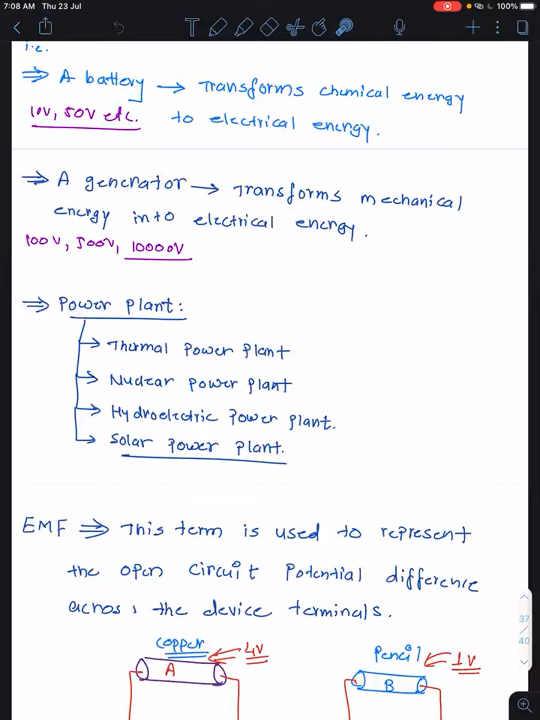 7:08 AM Thu 23 Jul
100%
i.e.
⇒ A battery → Transforms chemical energy
10V, 50V etc. to electrical energy.
⇒ A generator → Transforms mechanical
energy into electrical energy.
100V, 500V, 10000V
⇒ Power Plant:
→ Thermal Power Plant
→ Nuclear Power Plant
→ Hydroelectric Power Plant.
→ Solar Power Plant.
EMF ⇒ This term is used to represent
the open circuit Potential difference
across the device terminals.
37
40
copper
4V
A
Pencil
1V
B